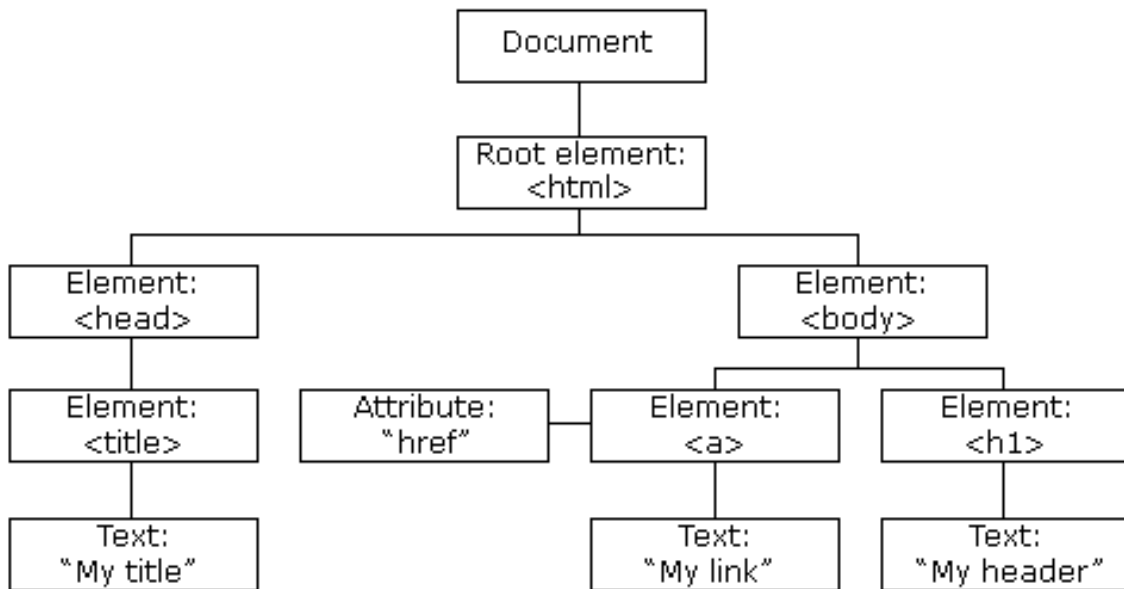 Document
Root element:
<html>
Element:
<head>
Element:
<body>
Element:
<title>
Attribute:
“href”
Element:
<a>
Element:
<h1>
Text:
“My title”
Text:
“My link”
Text:
“My header”